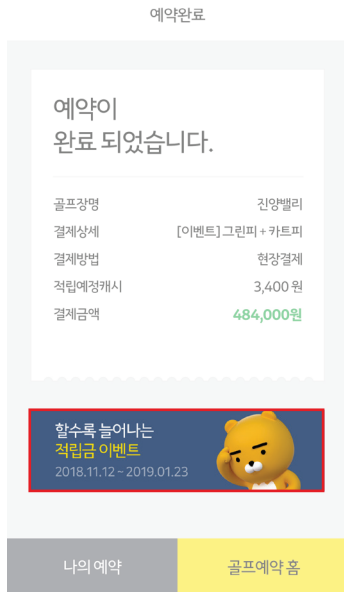 예약완료
예약이
완료 되었습니다.
골프장명 진양밸리
결제상세 [이벤트] 그린피 + 카트피
결제방법 현장결제
적립예정캐시 3,400 원
결제금액 484,000원
할수록 늘어나는
적립금 이벤트
2018.11.12 ~ 2019.01.23
나의 예약 골프예약 홈